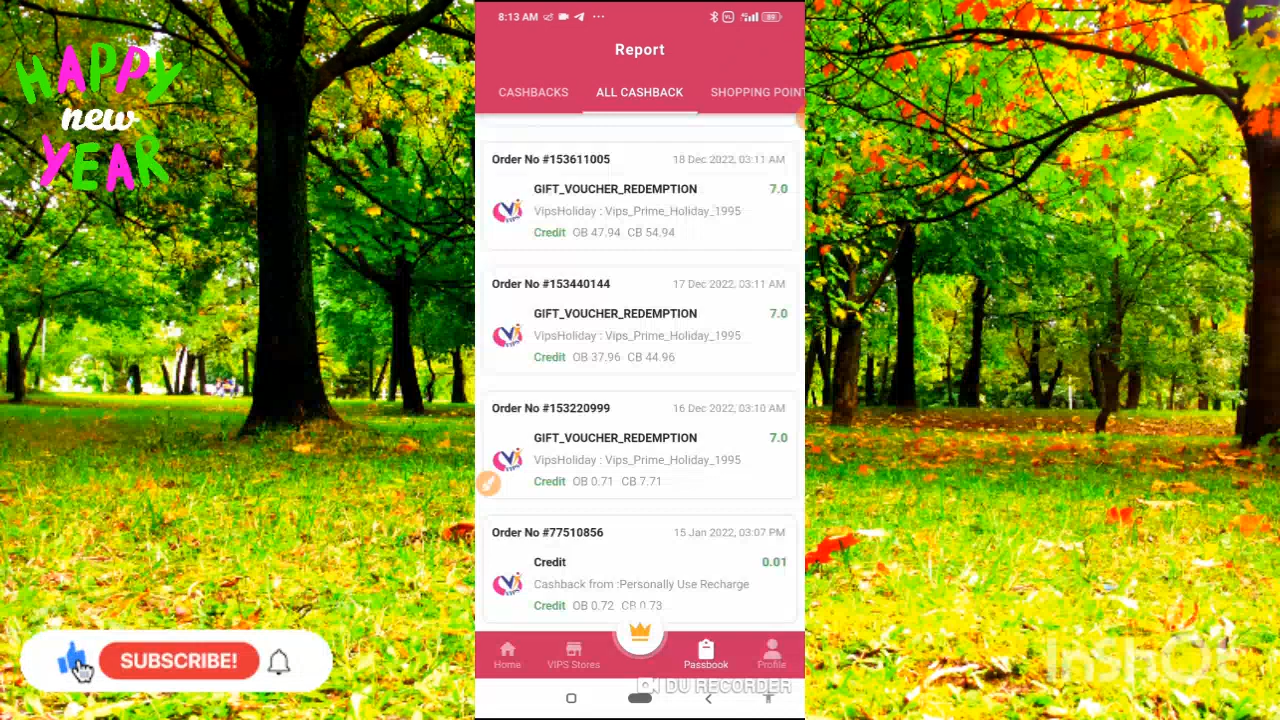 HAPPY
new
YEAR
8:13 AM
Report
CASHBACKS ALL CASHBACK SHOPPING POINT
Order No #153611005 18 Dec 2022, 03:11 AM
GIFT_VOUCHER_REDEMPTION 7.0
VipsHoliday : Vips_Prime_Holiday_1995
Credit OB 47.94 CB 54.94
Order No #153440144 17 Dec 2022, 03:11 AM
GIFT_VOUCHER_REDEMPTION 7.0
VipsHoliday : Vips_Prime_Holiday_1995
Credit OB 37.96 CB 44.96
Order No #153220999 16 Dec 2022, 03:10 AM
GIFT_VOUCHER_REDEMPTION 7.0
VipsHoliday : Vips_Prime_Holiday_1995
Credit OB 0.71 CB 7.71
Order No #77510856 15 Jan 2022, 03:07 PM
Credit 0.01
Cashback from :Personally Use Recharge
Credit OB 0.72 CB 0.73
Home VIPS Stores Passbook Profile
DU RECORDER
SUBSCRIBE!
InShOt